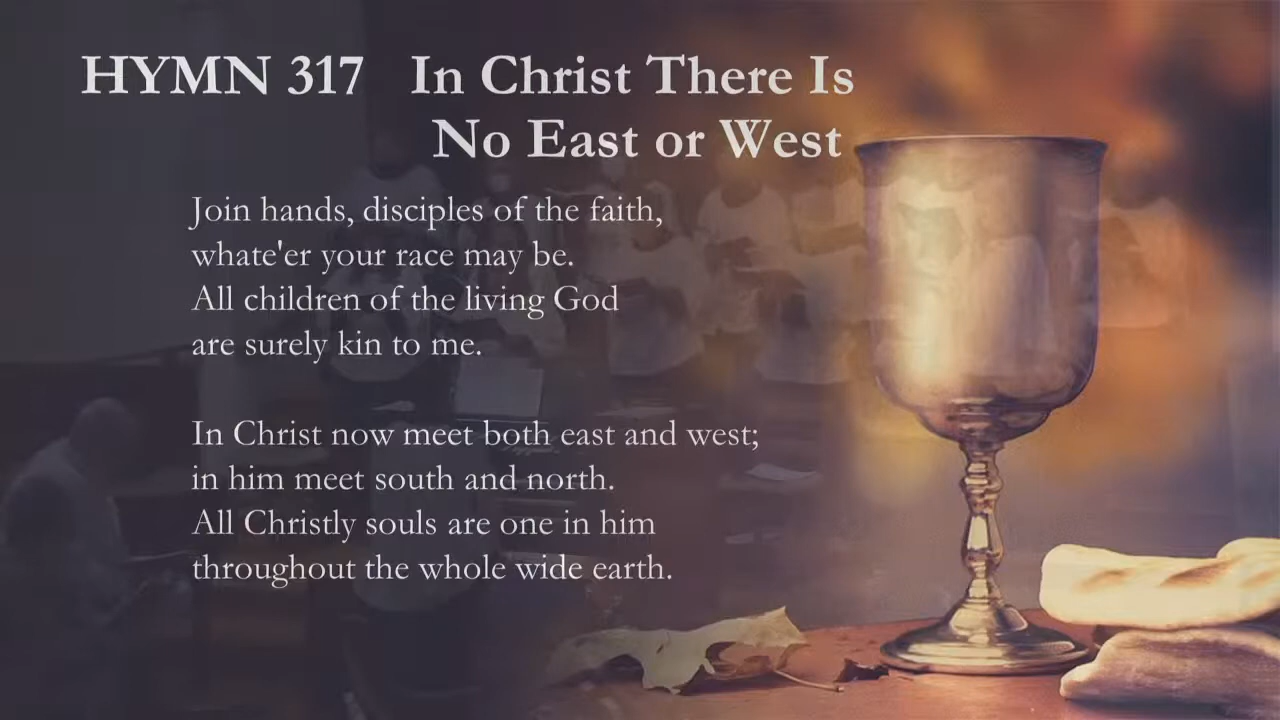 HYMN 317 In Christ There Is
No East or West
Join hands, disciples of the faith,
whate'er your race may be.
All children of the living God
are surely kin to me.
In Christ now meet both east and west;
in him meet south and north.
All Christly souls are one in him
throughout the whole wide earth.